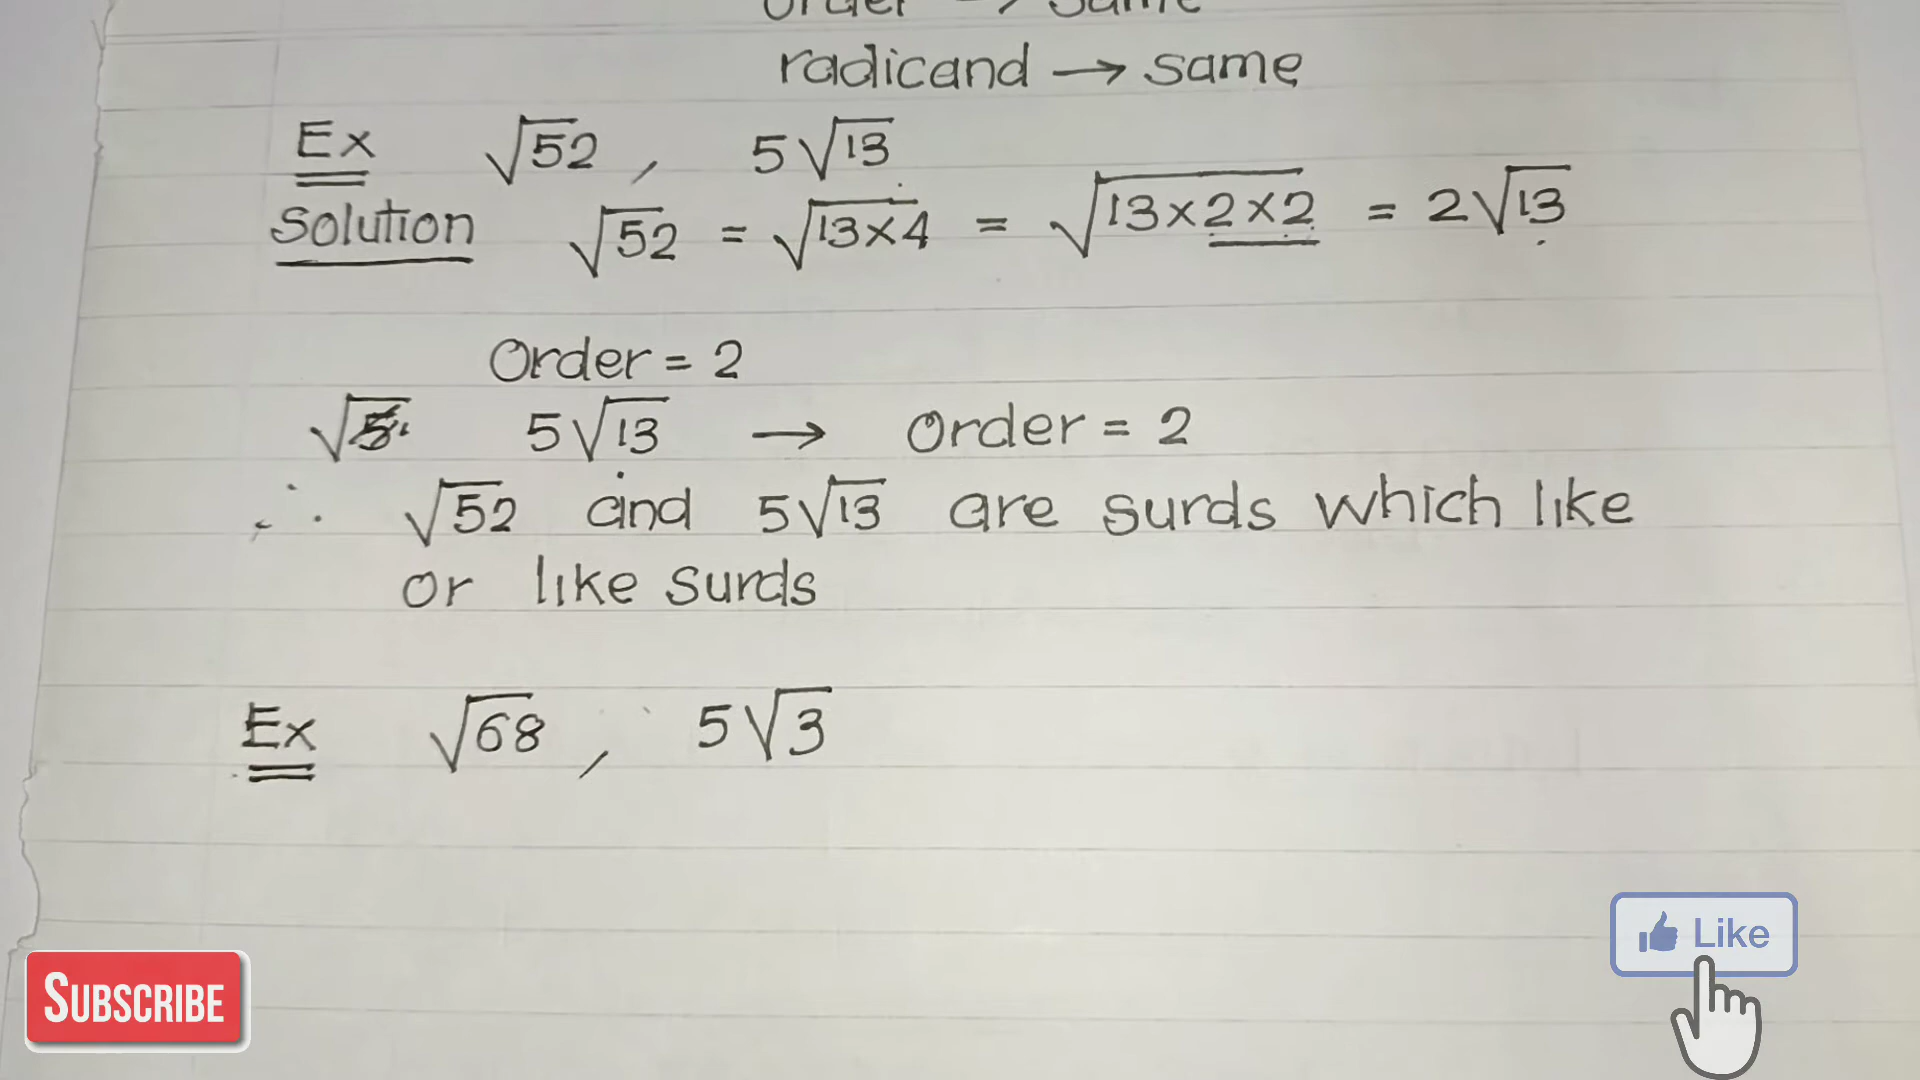 Order → Same
radicand → same
Ex √52 , 5√13
Solution √52 = √13×4 = √13×2×2 = 2√13
Order = 2
5√13 → Order = 2
∴ √52 and 5√13 are surds which like
or like surds
Ex √68 , 5√3
SUBSCRIBE
Like